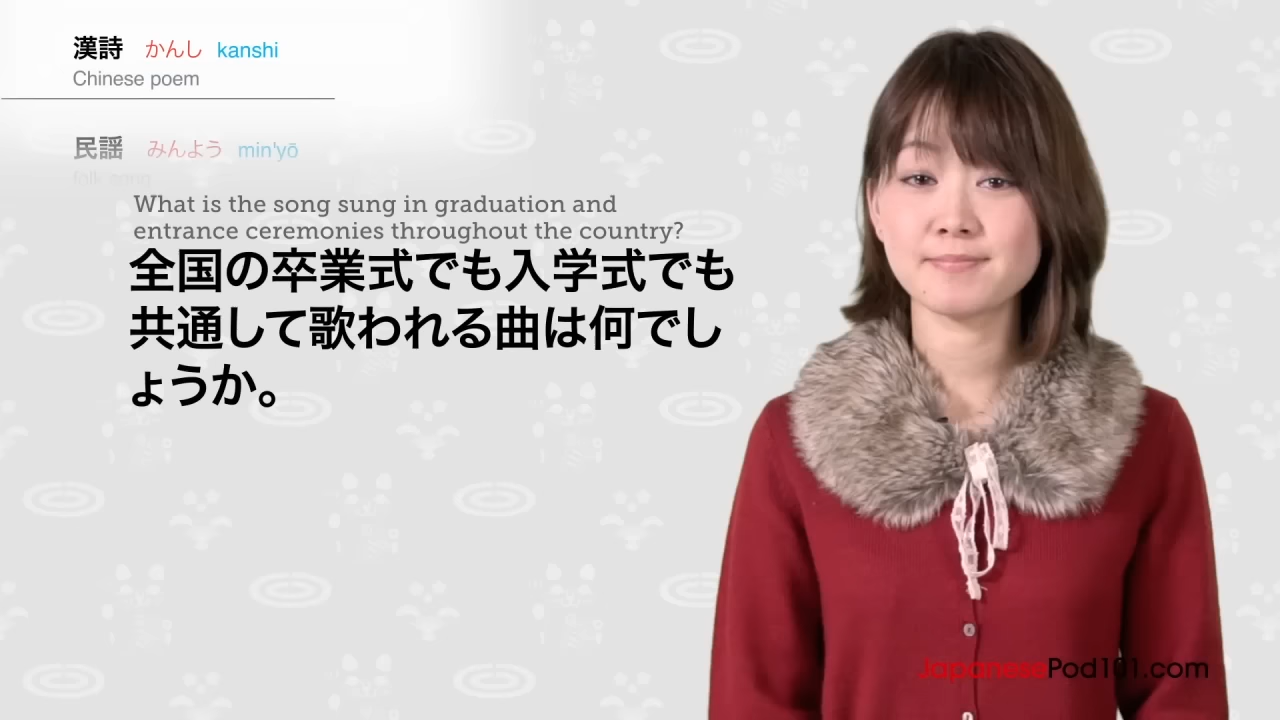 漢詩 かんし kanshi
Chinese poem
民謡 みんよう min'yō
folk song
What is the song sung in graduation and
entrance ceremonies throughout the country?
全国の卒業式でも入学式でも
共通して歌われる曲は何でし
ょうか。
JapanesePod101.com